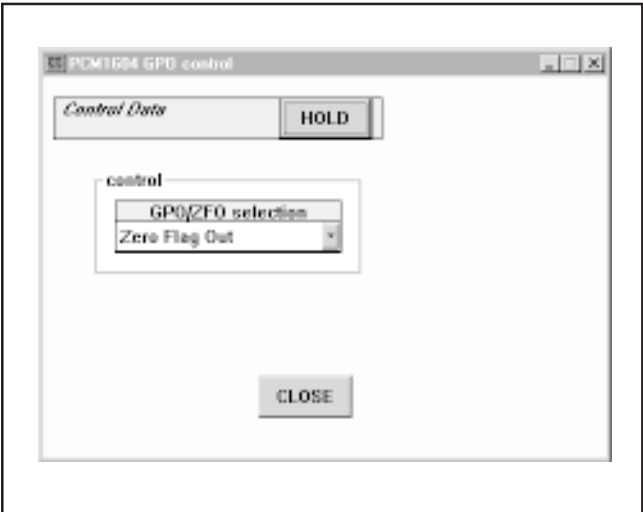 PCM1604 GPO control
Control Data
HOLD
control
GPO/ZFO selection
Zero Flag Out
CLOSE